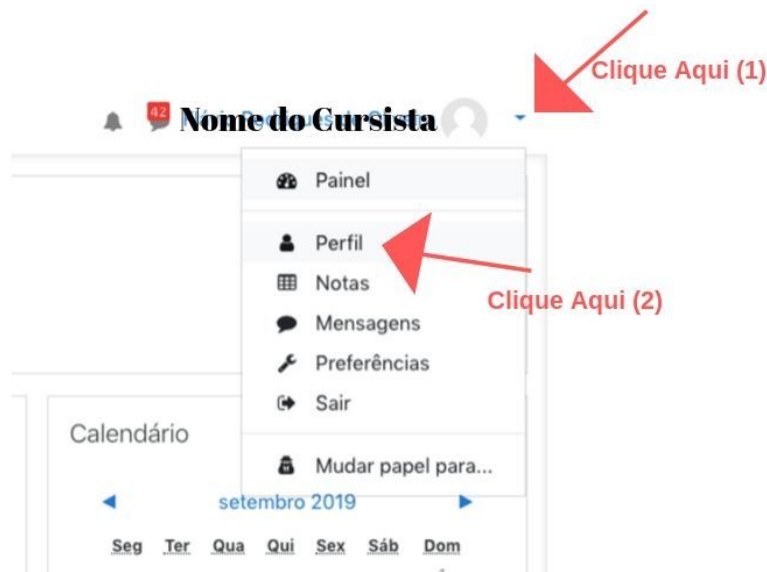 Clique Aqui (1)
42 Nome do Cursista
Painel
Perfil
Notas
Clique Aqui (2)
Mensagens
Preferências
Sair
Calendário
Mudar papel para...
setembro 2019
Seg Ter Qua Qui Sex Sáb Dom